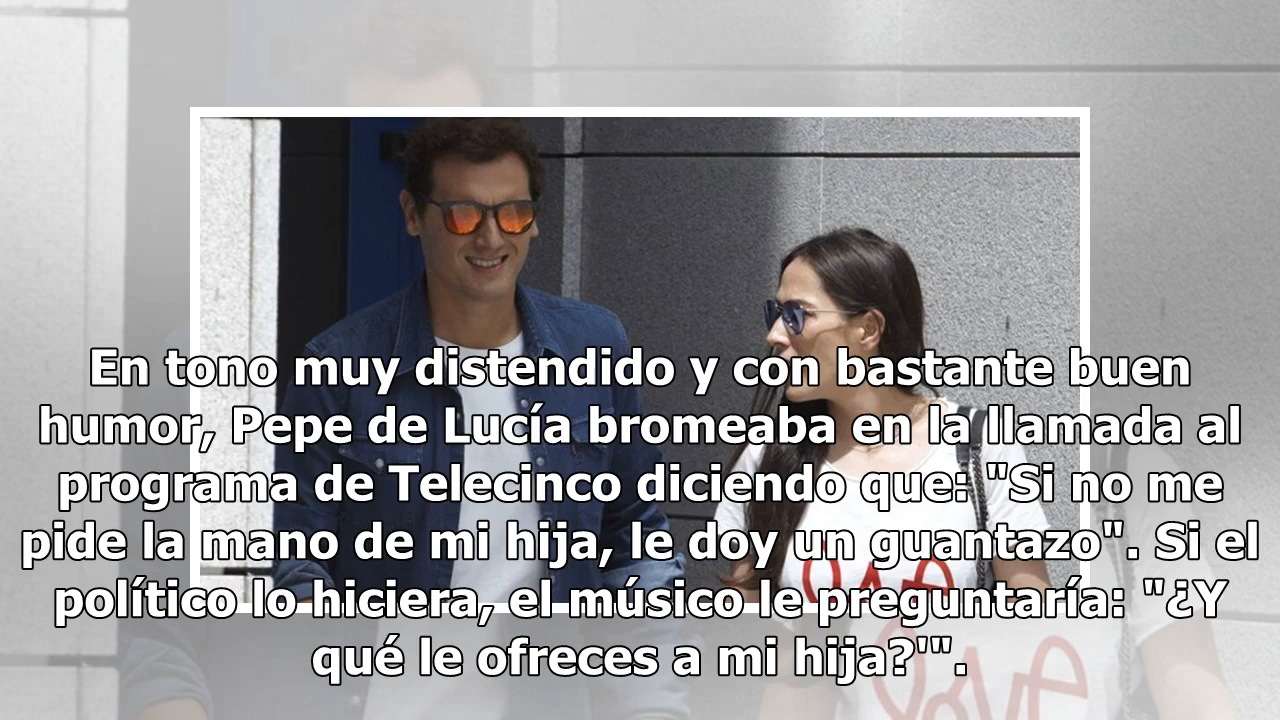 En tono muy distendido y con bastante buen
humor, Pepe de Lucía bromeaba en la llamada al
programa de Telecinco diciendo que: "Si no me
pide la mano de mi hija, le doy un guantazo". Si el
político lo hiciera, el músico le preguntaría: "¿Y
qué le ofreces a mi hija?'".
love